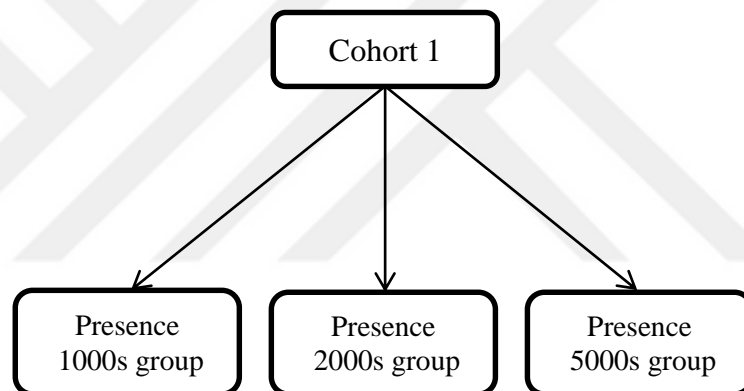 Cohort 1
Presence
1000s group
Presence
2000s group
Presence
5000s group